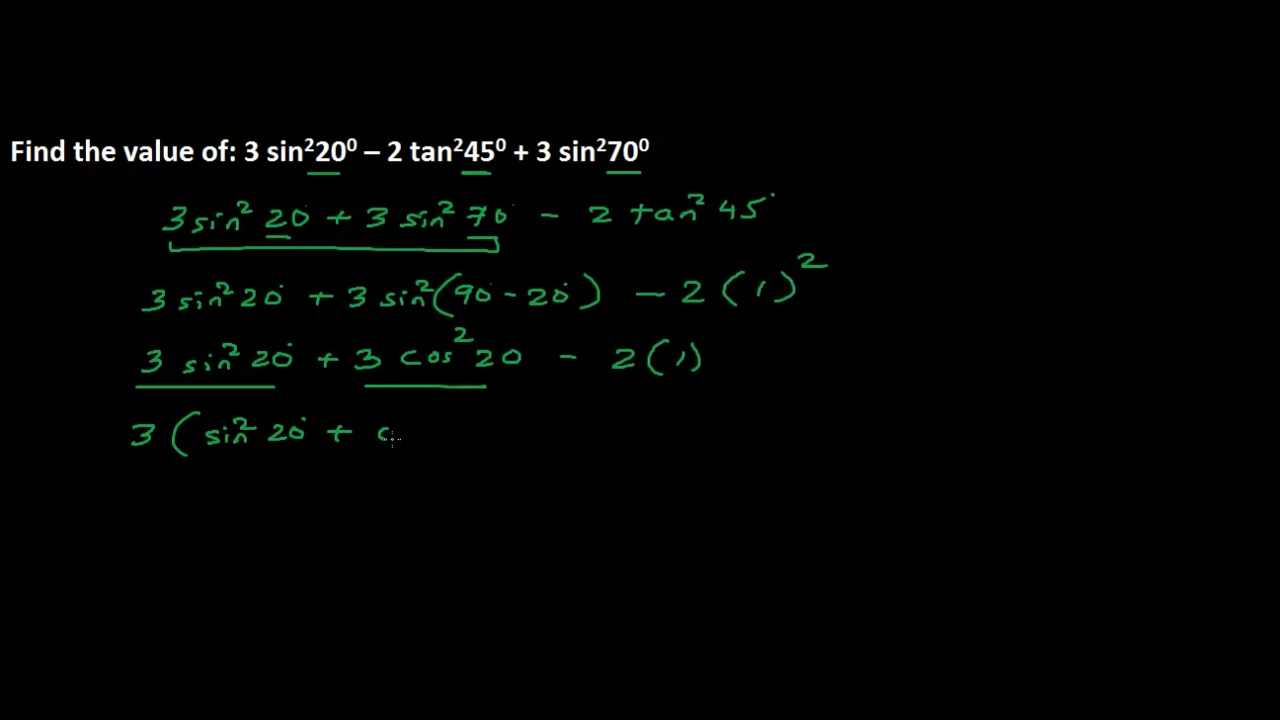 Find the value of: 3 sin²20⁰ – 2 tan²45⁰ + 3 sin²70⁰
3 sin² 20° + 3 sin² 70° - 2 tan² 45°
3 sin² 20° + 3 sin² (90° - 20°) - 2 (1)²
3 sin² 20° + 3 cos² 20 - 2 (1)
3 ( sin² 20° + c